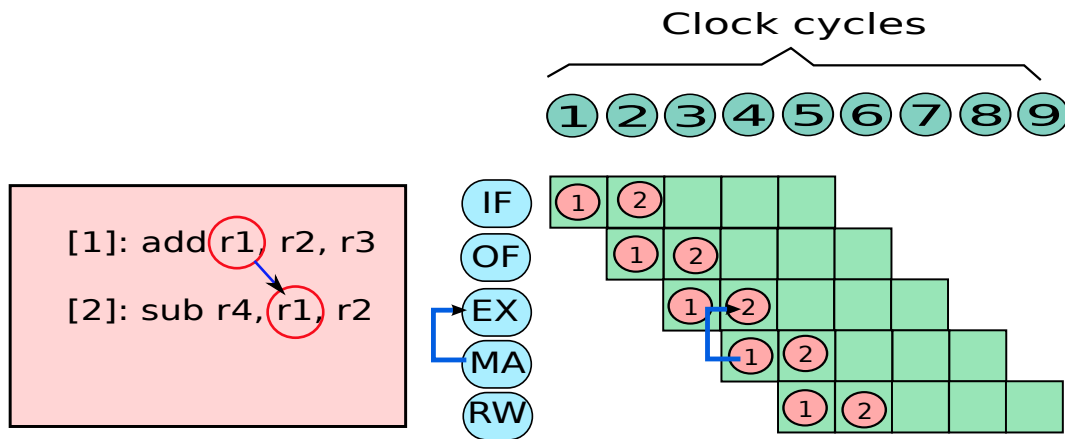 Clock cycles
1 2 3 4 5 6 7 8 9
[1]: add r1, r2, r3
[2]: sub r4, r1, r2
IF 1 2
OF 1 2
EX 1 2
MA 1 2
RW 1 2